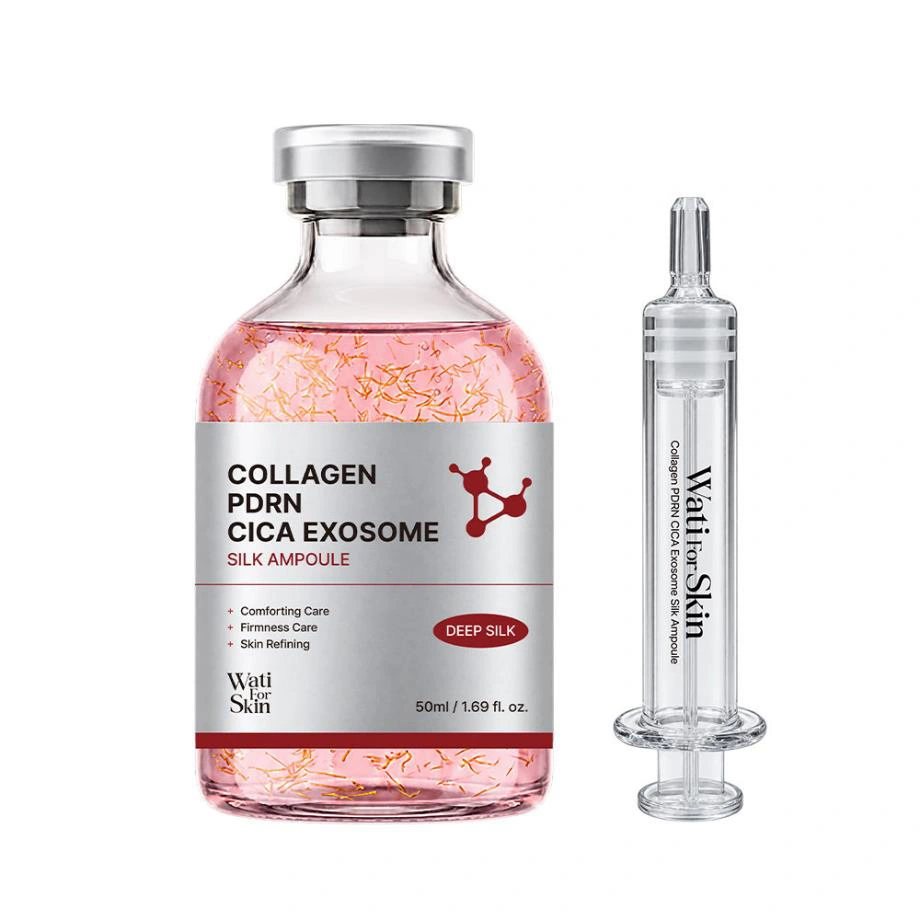 COLLAGEN
PDRN
CICA EXOSOME
SILK AMPOULE
+ Comforting Care
+ Firmness Care
+ Skin Refining
DEEP SILK
Wati
For
Skin
50ml / 1.69 fl. oz.
Wati For Skin
Collagen PDRN CICA Exosome Silk Ampoule